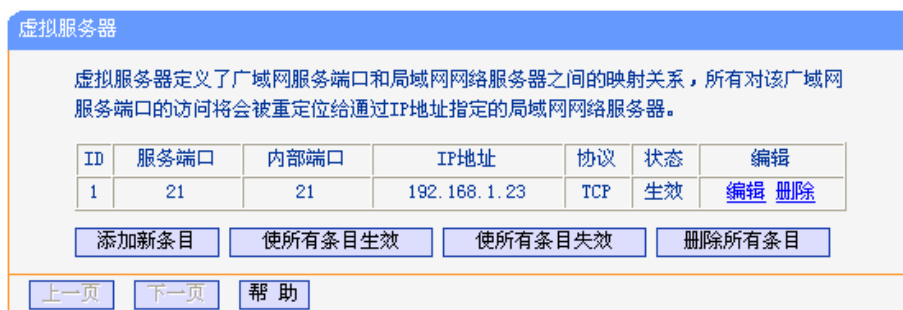 虚拟服务器
虚拟服务器定义了广域网服务端口和局域网网络服务器之间的映射关系，所有对该广域网
服务端口的访问将会被重定位给通过IP地址指定的局域网网络服务器。
ID 服务端口 内部端口 IP地址 协议 状态 编辑
1 21 21 192.168.1.23 TCP 生效 编辑 删除
添加新条目 使所有条目生效 使所有条目失效 删除所有条目
上一页 下一页 帮 助